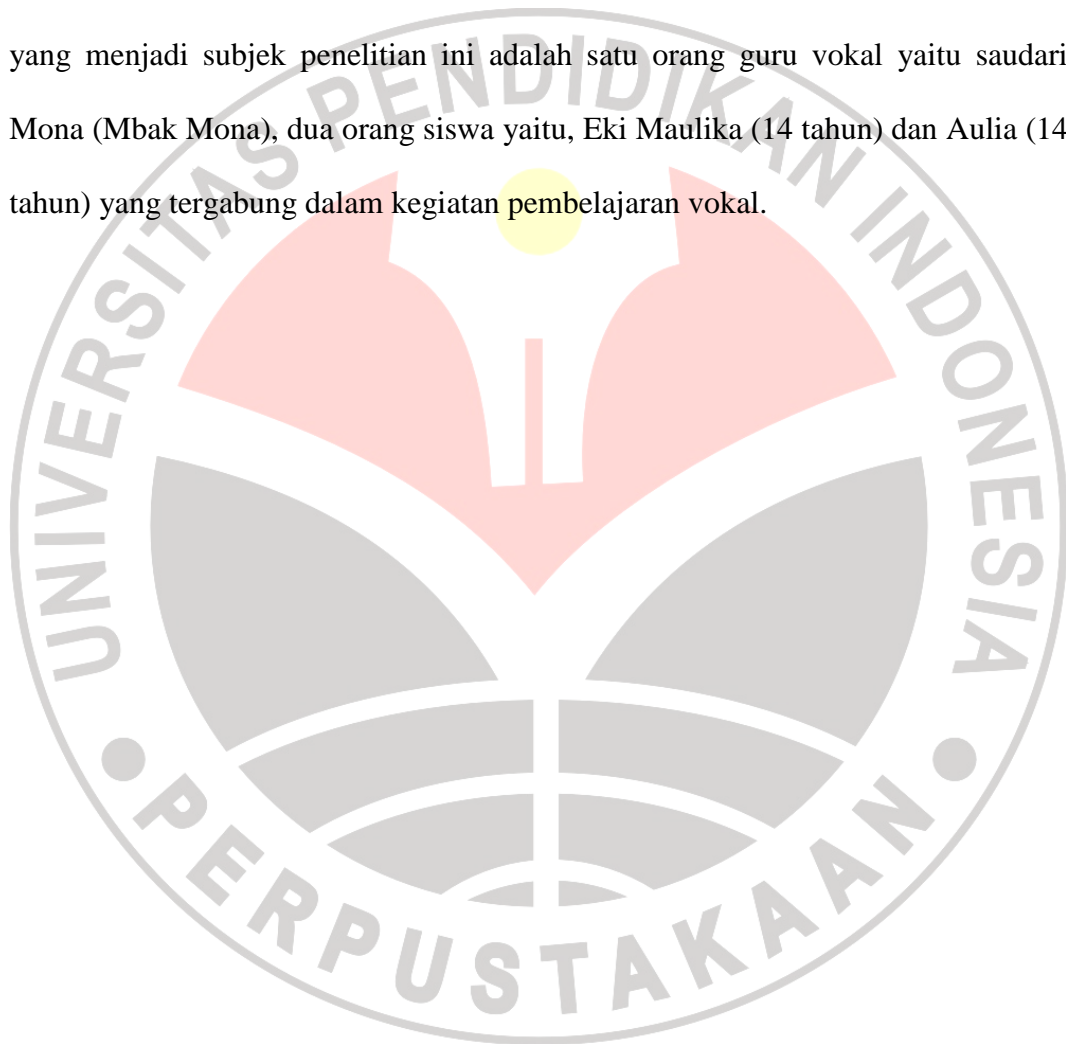 yang menjadi subjek penelitian ini adalah satu orang guru vokal yaitu saudari
Mona (Mbak Mona), dua orang siswa yaitu, Eki Maulika (14 tahun) dan Aulia (14
tahun) yang tergabung dalam kegiatan pembelajaran vokal.
UNIVERSITAS PENDIDIKAN INDONESIA
PERPUSTAKAAN